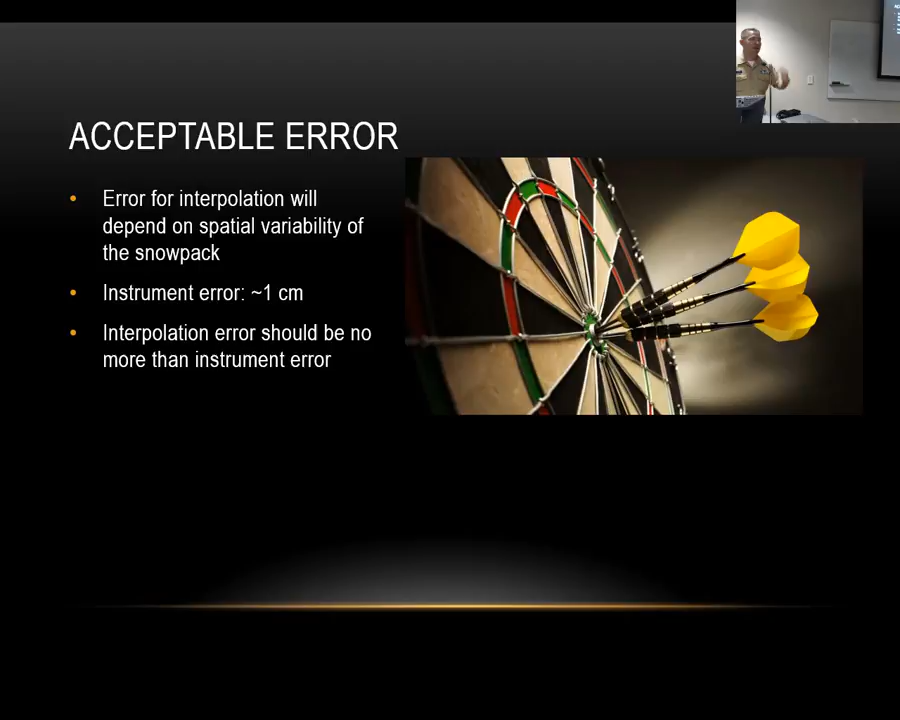 ACCEPTABLE ERROR
• Error for interpolation will
depend on spatial variability of
the snowpack
• Instrument error: ~1 cm
• Interpolation error should be no
more than instrument error